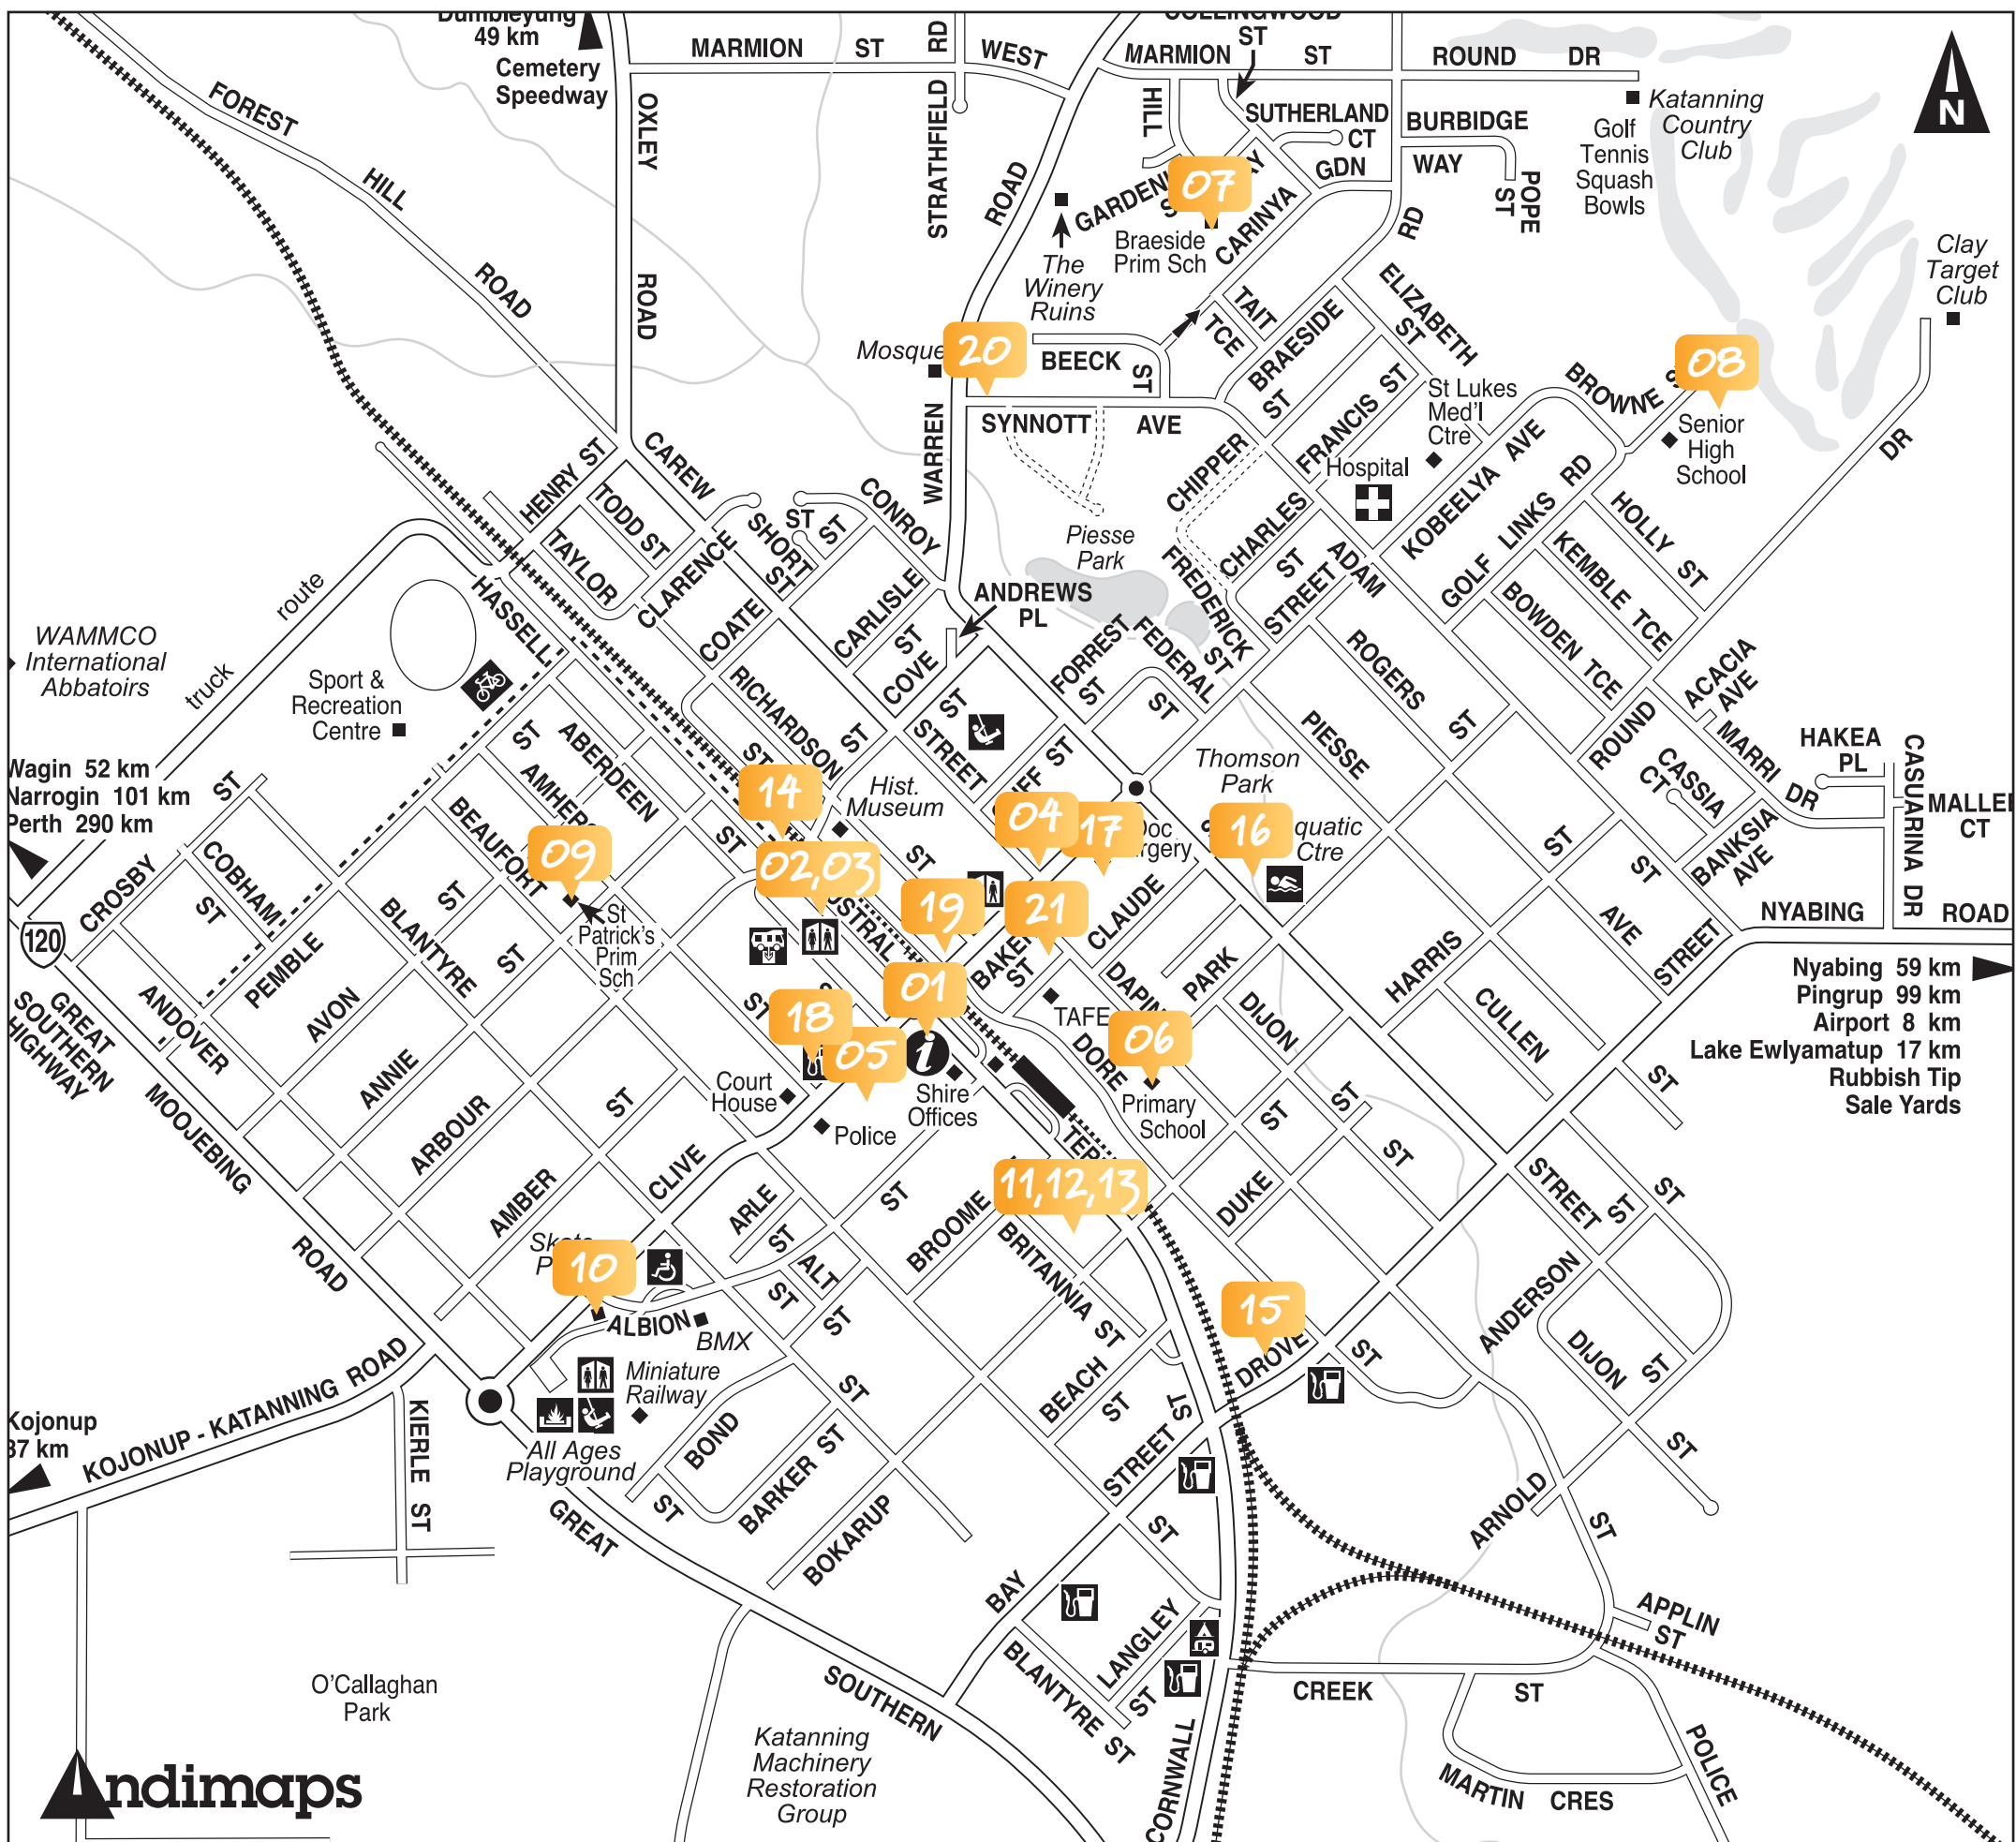 Dumbleyung
49 km
Cemetery
Speedway
MARMION ST
STRATHFIELD RD
WEST
COLLINGWOOD
ST
MARMION ST
ROUND DR
N
FOREST
HILL
ROAD
OXLEY
ROAD
ROAD
HILL
SUTHERLAND
CT
BURBIDGE
WAY
GDN
POPE
ST
Katanning
Country
Club
Golf
Tennis
Squash
Bowls
07
CARINYA
Braeside
Prim Sch
The
Winery
Ruins
RD
Clay
Target
Club
ELIZABETH
ST
TAIT
TCE
BRAESIDE
ST
Mosque
20
BEECK
ST
SYNNOTT AVE
WARREN
08
BROWNE
Senior
High
School
DR
St Lukes
Med'l
Ctre
FRANCIS ST
CHIPPER
Hospital
KOBEELYA AVE
GOLF LINKS RD
HOLLY ST
KEMBLE TCE
BOWDEN TCE
CHARLES
ST
ADAM
STREET
FREDERICK
ST
Piesse
Park
HENRY ST
TODD ST
TAYLOR
CAREW
CLARENCE
SHORT
ST
ST
ST
CONROY
CARLISLE
ST
COATE
ANDREWS
PL
COVE
HASSELL
truck route
WAMMCO
International
Abbatoirs
Sport &
Recreation
Centre
RICHARDSON
ST
ST
FORREST
ST
FEDERAL
ST
ROGERS
ST
PIESSE
ACACIA
AVE
ROUND
CASSIA
CT
MARRI
DR
HAKEA
PL
CASUARINA DR
CT
BANKSIA
AVE
NYABING ROAD
Nyabing 59 km
Pingrup 99 km
Airport 8 km
Lake Ewlyamatup 17 km
Rubbish Tip
Sale Yards
Wagin 52 km
Narrogin 101 km
Perth 290 km
120
GREAT
SOUTHERN
HIGHWAY
CROSBY
ST
COBHAM
ST
ABERDEEN
ST
BEAUFORT
ST
BLANTYRE
ST
ST
PEMBLE
ANDOVER
AVON
ANNIE
ARBOUR
AMBER
ST
MOOJEBING
ROAD
09
St
Patrick's
Prim
Sch
14
Hist.
Museum
ST
STREET
ST
02,03
04
17
16
Thomson
Park
Ctre
19
21
BAKER
ST
CLAUDE
DAPIN
PARK
DIJON
ST
ST
ST
AVE
STREET
HARRIS
CULLEN
ST
01
18
05
i
Court
House
Police
Shire
Offices
TAFE
DORE
06
Primary
School
DUKE
ST
ST
STREET
ST
ANDERSON
DIJON
ST
ST
CLIVE
ARLE
ST
ALT
ST
ST
ST
BROOME
11,12,13
BRITANNIA
ST
BEACH
ST
ST
15
DROVE
ST
10
ALBION
BMX
Miniature
Railway
All Ages
Playground
BOND
ST
BARKER ST
BOKARUP
ST
KOJONUP - KATANNING ROAD
KIERLE ST
GREAT
SOUTHERN
BAY STREET
ST
LANGLEY
ST
BLANTYRE ST
CORNWALL
ARNOLD
ST
APPLIN
ST
CREEK ST
MARTIN CRES
POLICE
O'Callaghan
Park
Katanning
Machinery
Restoration
Group
ndimaps